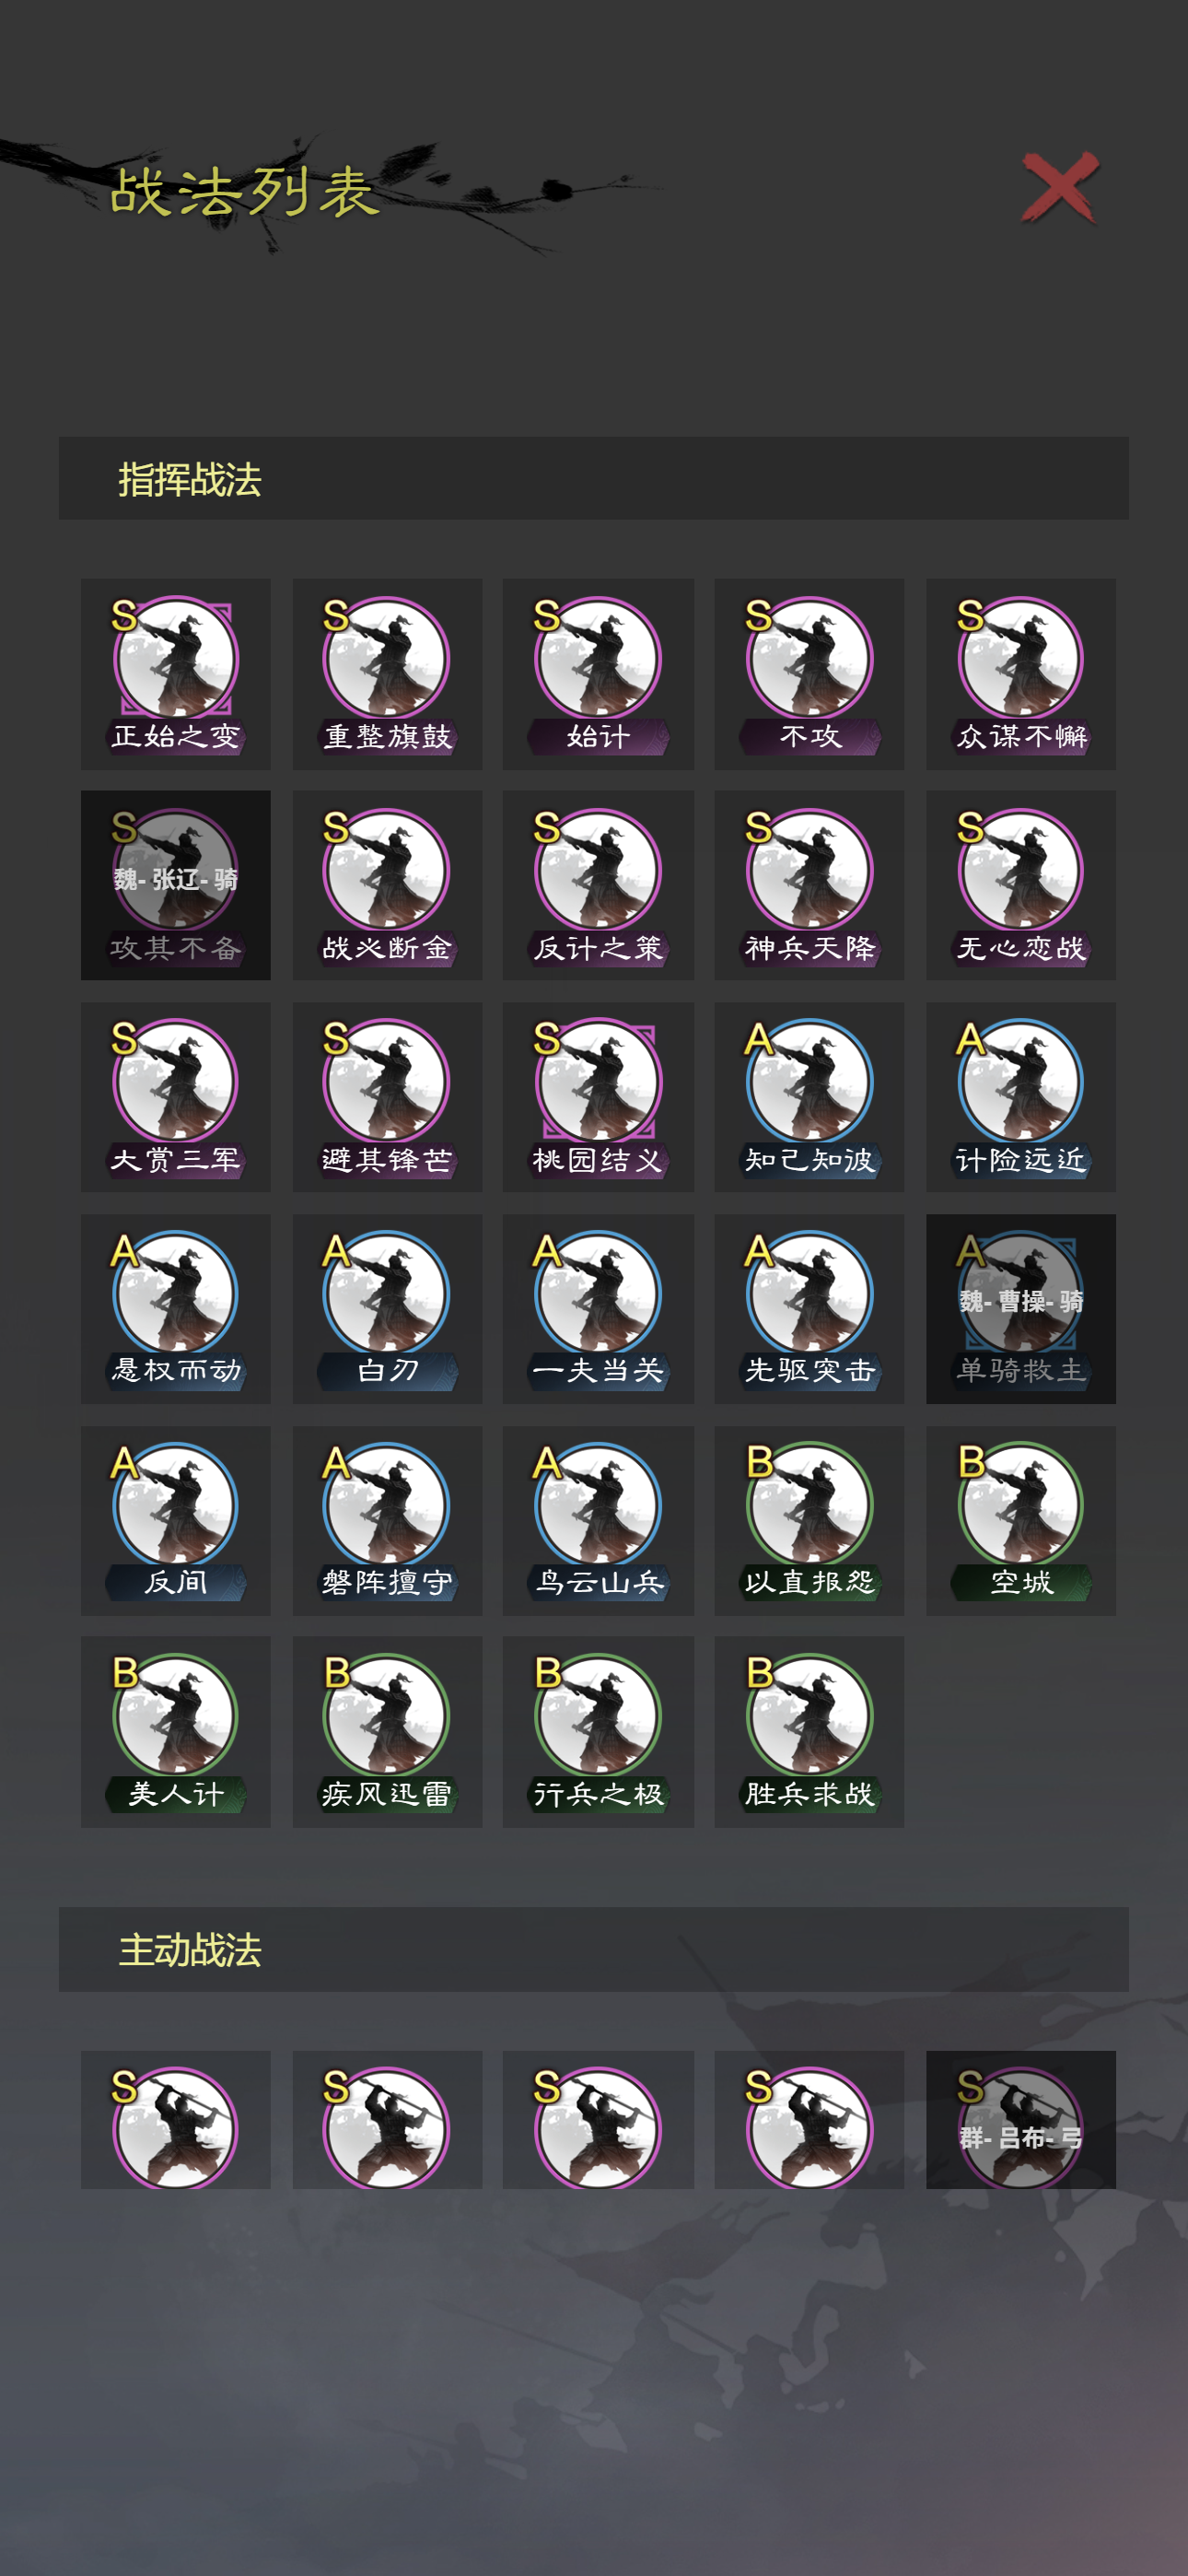 战法列表
指挥战法
S S S S S
正始之变 重整旗鼓 始计 不攻 众谋不懈
S S S S S
魏- 张辽- 骑
攻其不备 战必断金 反计之策 神兵天降 无心恋战
S S S A A
大赏三军 避其锋芒 桃园结义 知己知波 计险远近
A A A A A
魏- 曹操- 骑
悬权而动 白刃 一夫当关 先驱突击 单骑救主
A A A B B
反间 磐阵擅守 鸟云山兵 以直报怨 空城
B B B B
美人计 疾风迅雷 行兵之极 胜兵求战
主动战法
S S S S S
群- 吕布- 弓